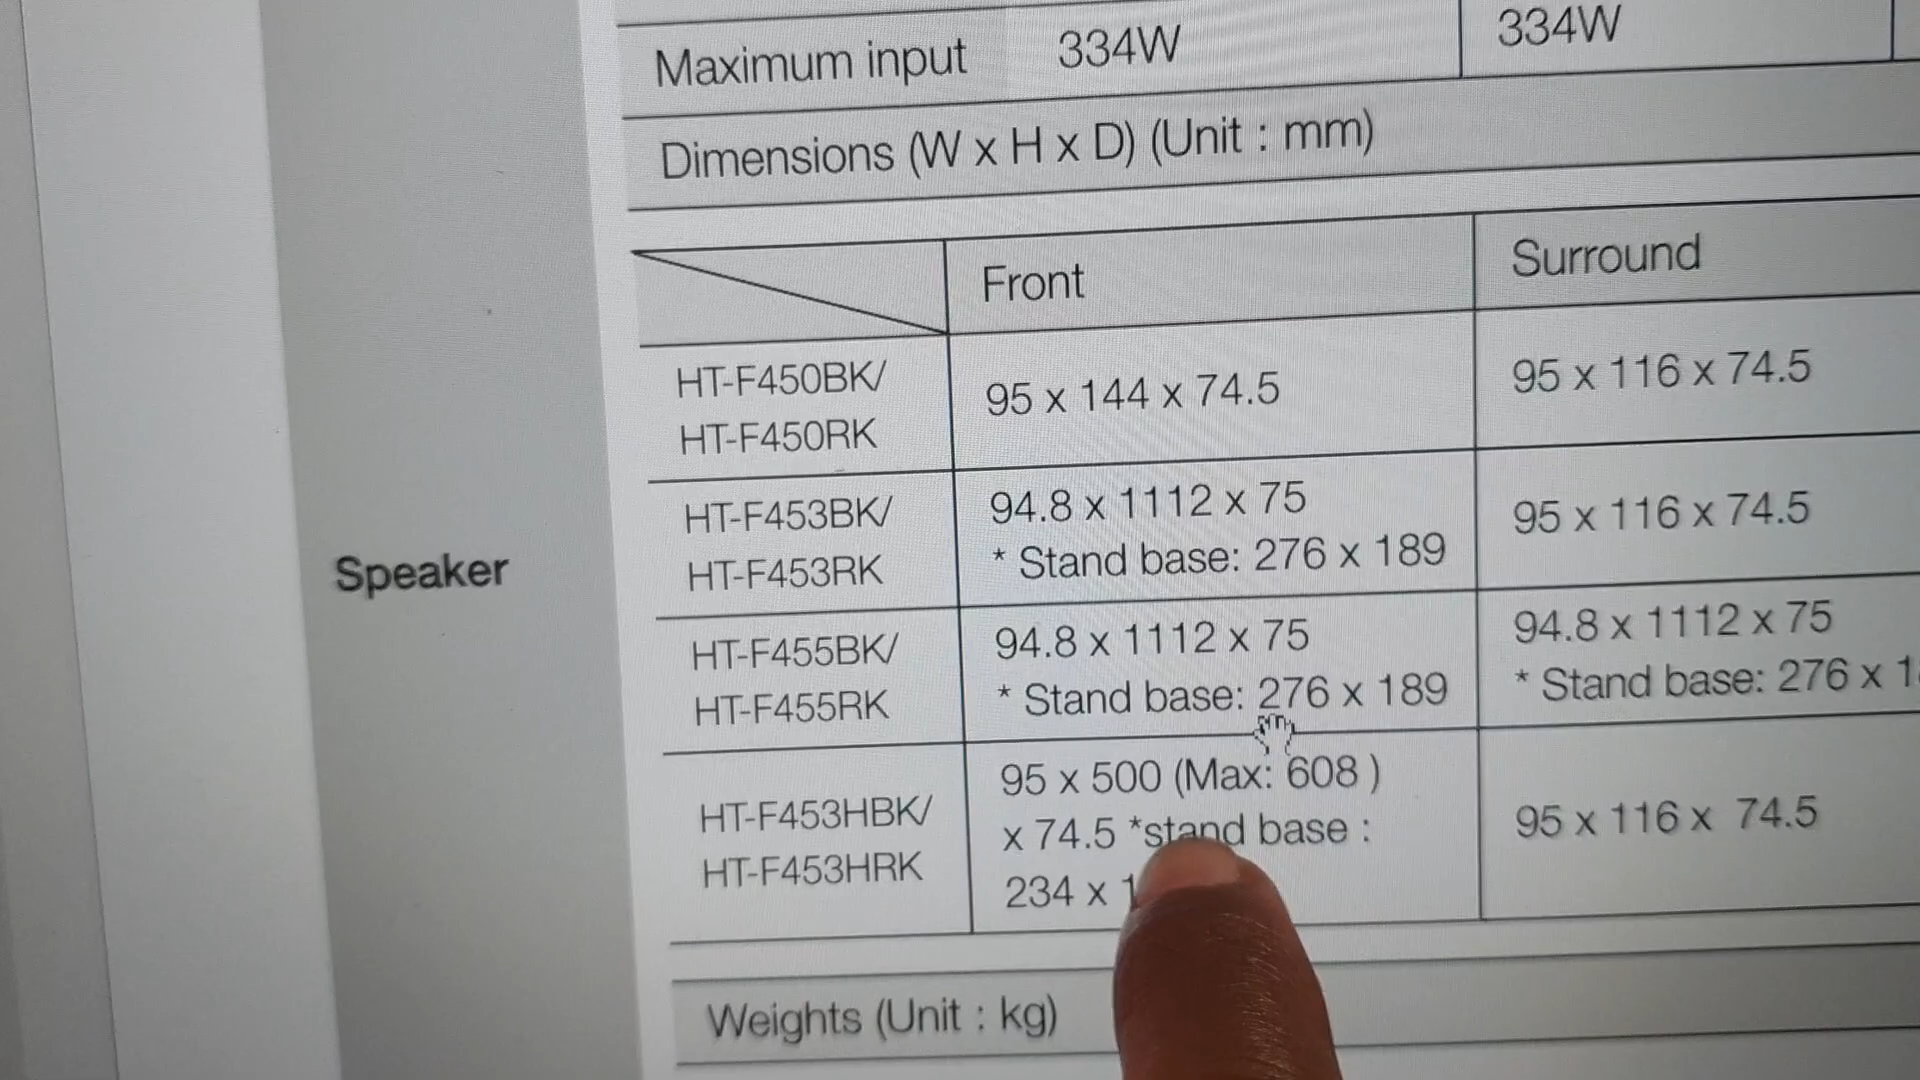 Maximum input 334W 334W
Dimensions (W x H x D) (Unit : mm)
Front Surround
HT-F450BK/
HT-F450RK
95 x 144 x 74.5
95 x 116 x 74.5
HT-F453BK/
HT-F453RK
94.8 x 1112 x 75
* Stand base: 276 x 189
95 x 116 x 74.5
Speaker
HT-F455BK/
HT-F455RK
94.8 x 1112 x 75
* Stand base: 276 x 189
94.8 x 1112 x 75
* Stand base: 276 x
HT-F453HBK/
HT-F453HRK
95 x 500 (Max: 608 )
x 74.5 *stand base :
234 x
95 x 116 x 74.5
Weights (Unit : kg)